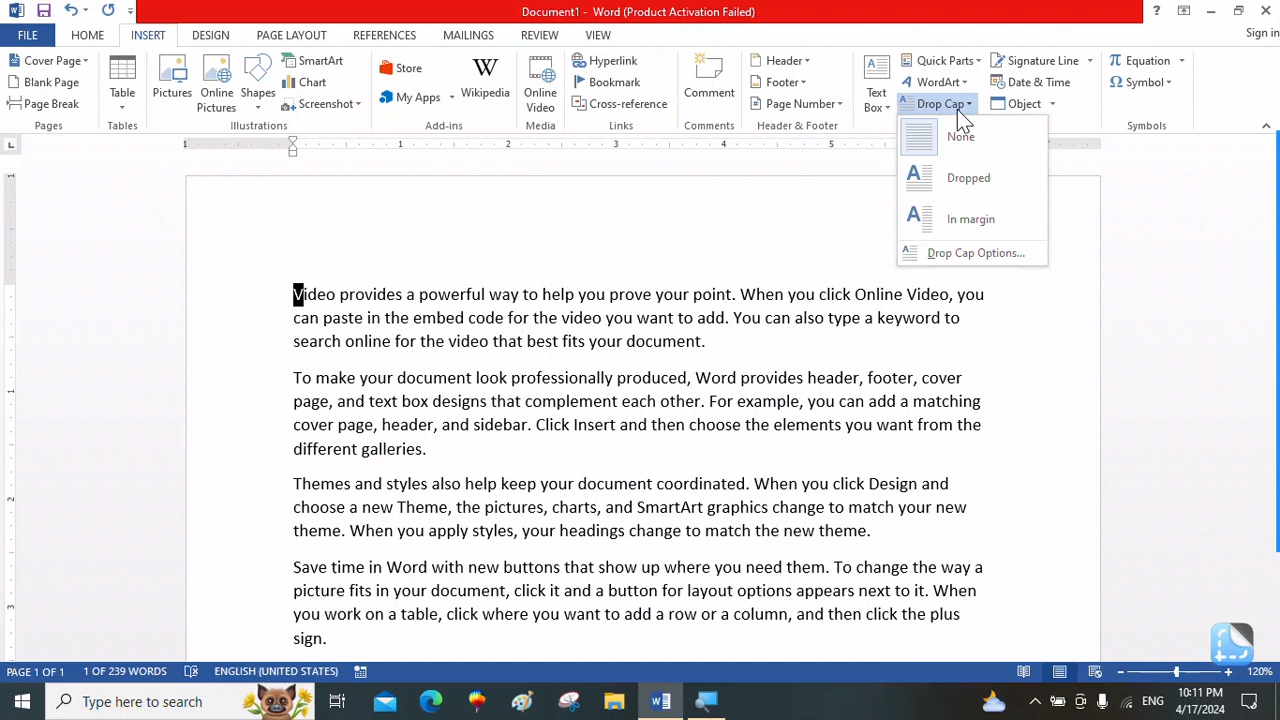 Document1 - Word (Product Activation Failed)
FILE HOME INSERT DESIGN PAGE LAYOUT REFERENCES MAILINGS REVIEW VIEW Sign in
Cover Page
Blank Page
Page Break
Pages
Table
Tables
Pictures
Online Pictures
Shapes
SmartArt
Chart
Screenshot
Illustrations
Store
My Apps
Wikipedia
Add-ins
Online Video
Media
Hyperlink
Bookmark
Cross-reference
Links
Comment
Comments
Header
Footer
Page Number
Header & Footer
Text Box
Quick Parts
WordArt
Drop Cap
Signature Line
Date & Time
Object
Equation
Symbol
Symbols
None
Dropped
In margin
Drop Cap Options...
1 1 2 3 4 5
Video provides a powerful way to help you prove your point. When you click Online Video, you
can paste in the embed code for the video you want to add. You can also type a keyword to
search online for the video that best fits your document.
To make your document look professionally produced, Word provides header, footer, cover
page, and text box designs that complement each other. For example, you can add a matching
cover page, header, and sidebar. Click Insert and then choose the elements you want from the
different galleries.
Themes and styles also help keep your document coordinated. When you click Design and
choose a new Theme, the pictures, charts, and SmartArt graphics change to match your new
theme. When you apply styles, your headings change to match the new theme.
Save time in Word with new buttons that show up where you need them. To change the way a
picture fits in your document, click it and a button for layout options appears next to it. When
you work on a table, click where you want to add a row or a column, and then click the plus
sign.
PAGE 1 OF 1 1 OF 239 WORDS ENGLISH (UNITED STATES) 120%
Type here to search
ENG
10:11 PM
4/17/2024